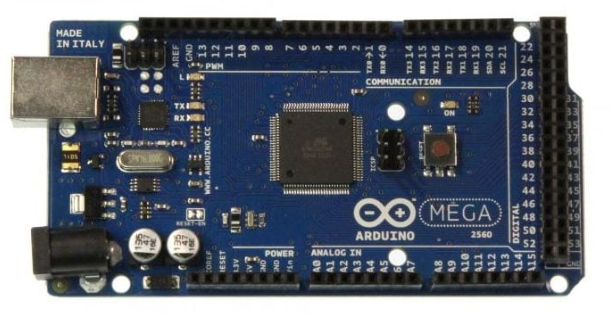 MADE
IN ITALY
AREF
GND
13
12
11
10
9
8
7
6
5
4
3
2
TX0→1
RX0←0
TX3 14
RX3 15
TX2 16
RX2 17
TX1 18
RX1 19
SDA 20
SCL 21
PWM
COMMUNICATION
L
TX
RX
ON
ICSP
WWW.ARDUINO.CC
RESET-EN
22
24
26
28
30
32
34
36
38
40
42
44
46
48
50
52
DIGITAL
53
GND
ARDUINO
MEGA
2560
POWER
ANALOG IN
RESET
GND
A0
A1
A2
A3
A4
A5
A7
A8
A9
A10
A11
A12
A13
A14
A15